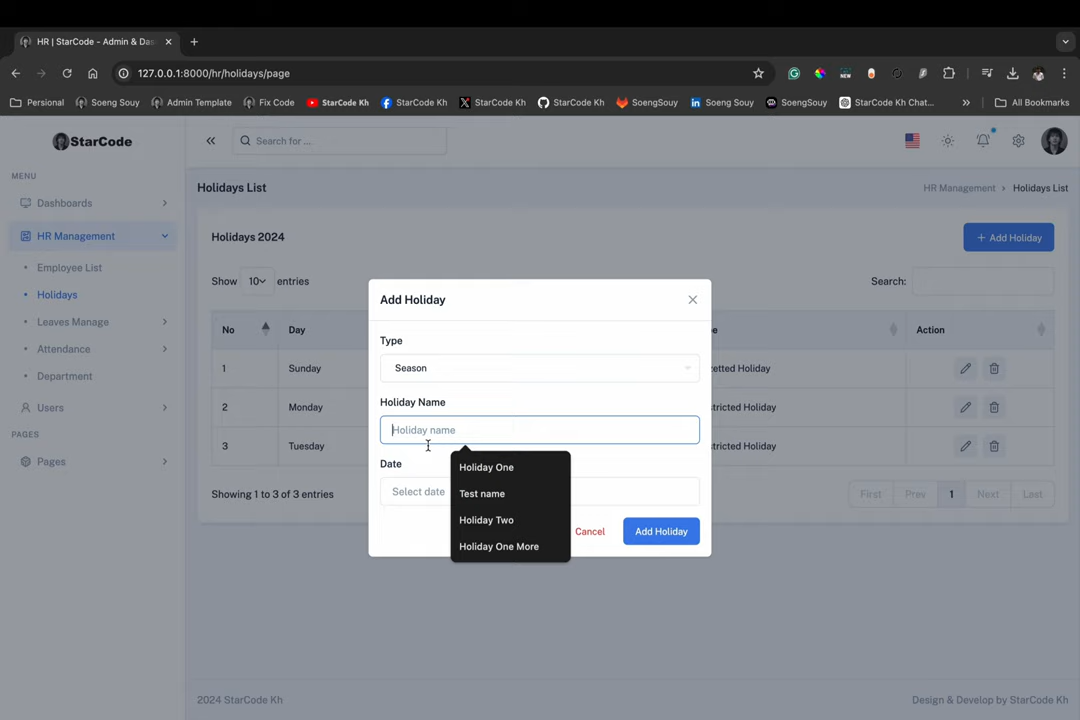 HR | StarCode - Admin & Das
127.0.0.1:8000/hr/holidays/page
NEW
Personal
Soeng Souy
Admin Template
Fix Code
StarCode Kh
StarCode Kh
StarCode Kh
StarCode Kh
SoengSouy
Soeng Souy
SoengSouy
StarCode Kh Chat...
All Bookmarks
StarCode
Search for ...
MENU
Dashboards
HR Management
Employee List
Holidays
Leaves Manage
Attendance
Department
Users
PAGES
Pages
Holidays List
HR Management
Holidays List
Holidays 2024
+ Add Holiday
Show 10 entries
Search:
No
Day
Action
1
Sunday
zetted Holiday
2
Monday
stricted Holiday
3
Tuesday
stricted Holiday
Showing 1 to 3 of 3 entries
First
Prev
1
Next
Last
Add Holiday
Type
Season
Holiday Name
Holiday name
Date
Select date
Holiday One
Test name
Holiday Two
Holiday One More
Cancel
Add Holiday
2024 StarCode Kh
Design & Develop by StarCode Kh